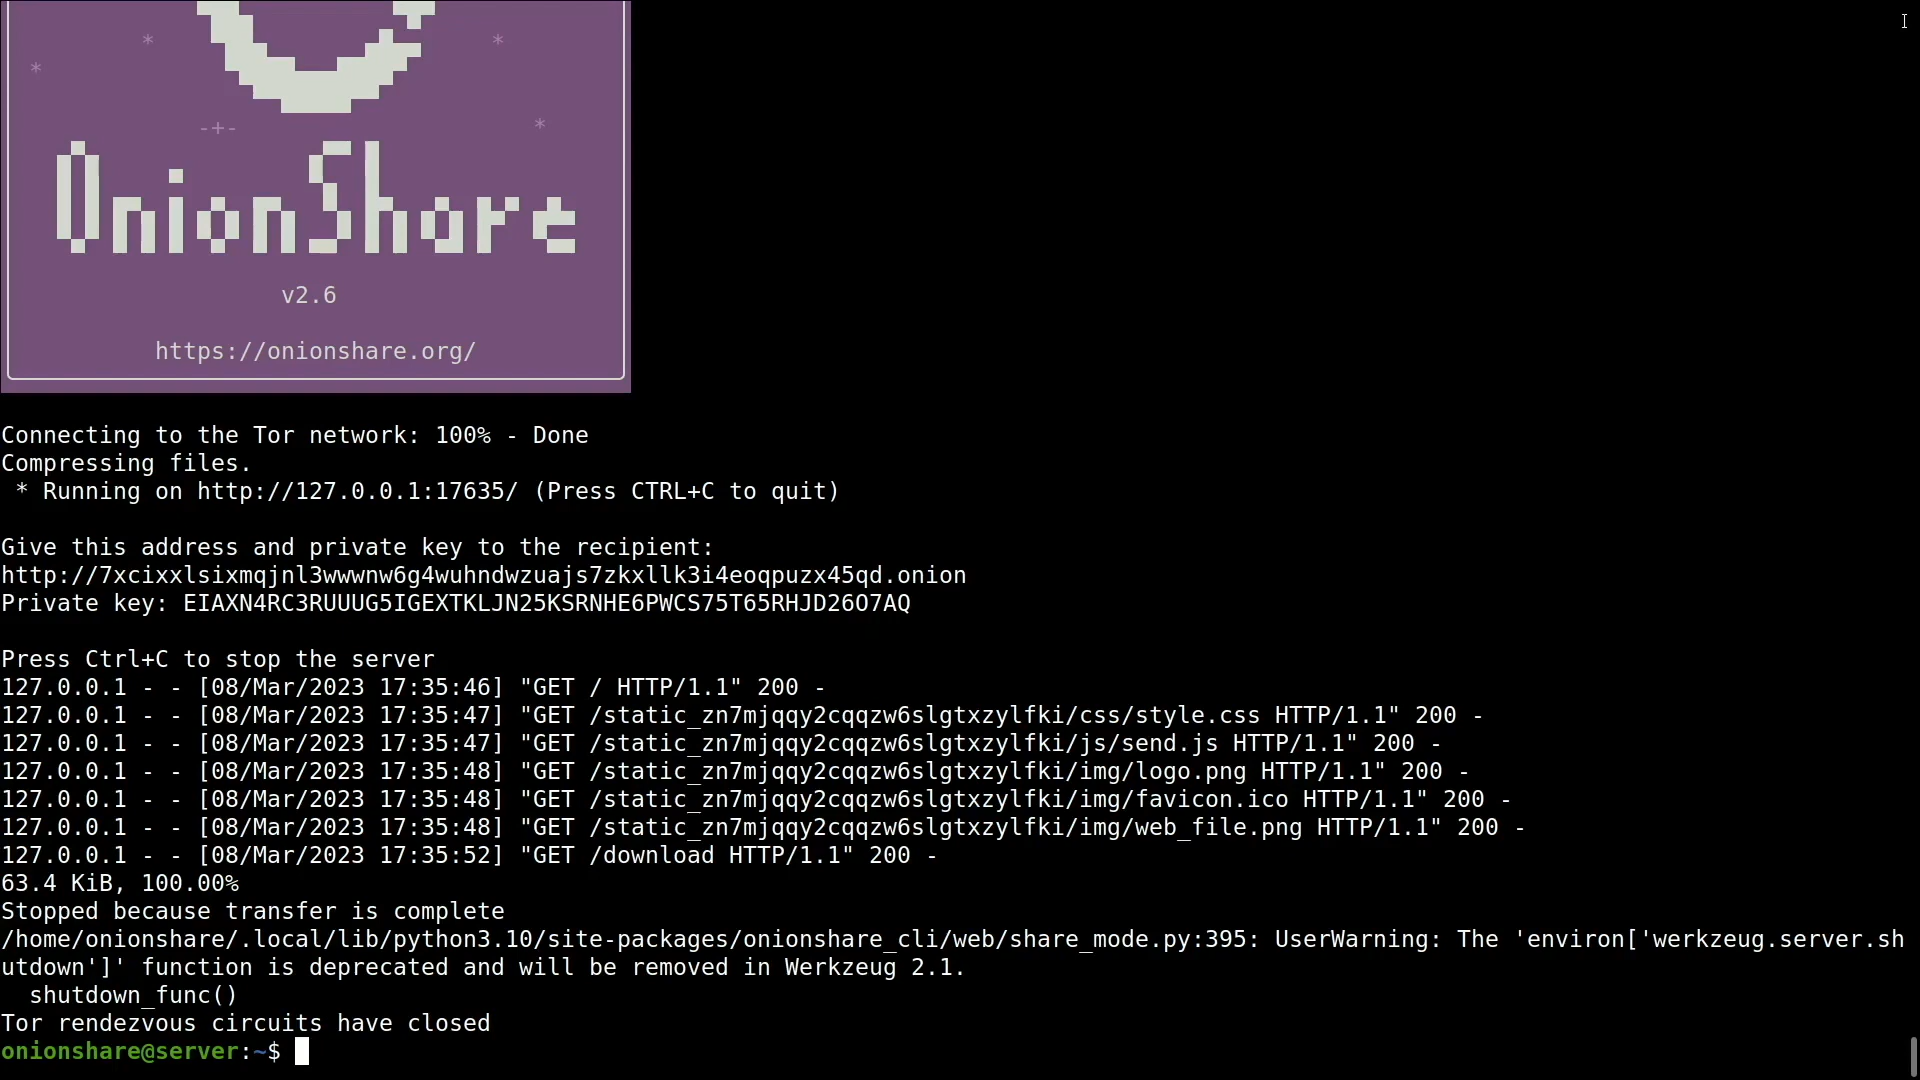 * *
*
-+- *
OnionShare
v2.6
https://onionshare.org/
Connecting to the Tor network: 100% - Done
Compressing files.
 * Running on http://127.0.0.1:17635/ (Press CTRL+C to quit)
Give this address and private key to the recipient:
http://7xcixxlsixmqjnl3wwwnw6g4wuhndwzuajs7zkxllk3i4eoqpuzx45qd.onion
Private key: EIAXN4RC3RUUUG5IGEXTKLJN25KSRNHE6PWCS75T65RHJD26O7AQ
Press Ctrl+C to stop the server
127.0.0.1 - - [08/Mar/2023 17:35:46] "GET / HTTP/1.1" 200 -
127.0.0.1 - - [08/Mar/2023 17:35:47] "GET /static_zn7mjqqy2cqqzw6slgtxzylfki/css/style.css HTTP/1.1" 200 -
127.0.0.1 - - [08/Mar/2023 17:35:47] "GET /static_zn7mjqqy2cqqzw6slgtxzylfki/js/send.js HTTP/1.1" 200 -
127.0.0.1 - - [08/Mar/2023 17:35:48] "GET /static_zn7mjqqy2cqqzw6slgtxzylfki/img/logo.png HTTP/1.1" 200 -
127.0.0.1 - - [08/Mar/2023 17:35:48] "GET /static_zn7mjqqy2cqqzw6slgtxzylfki/img/favicon.ico HTTP/1.1" 200 -
127.0.0.1 - - [08/Mar/2023 17:35:48] "GET /static_zn7mjqqy2cqqzw6slgtxzylfki/img/web_file.png HTTP/1.1" 200 -
127.0.0.1 - - [08/Mar/2023 17:35:52] "GET /download HTTP/1.1" 200 -
63.4 KiB, 100.00%
Stopped because transfer is complete
/home/onionshare/.local/lib/python3.10/site-packages/onionshare_cli/web/share_mode.py:395: UserWarning: The 'environ['werkzeug.server.sh
utdown']' function is deprecated and will be removed in Werkzeug 2.1.
  shutdown_func()
Tor rendezvous circuits have closed
onionshare@server:~$